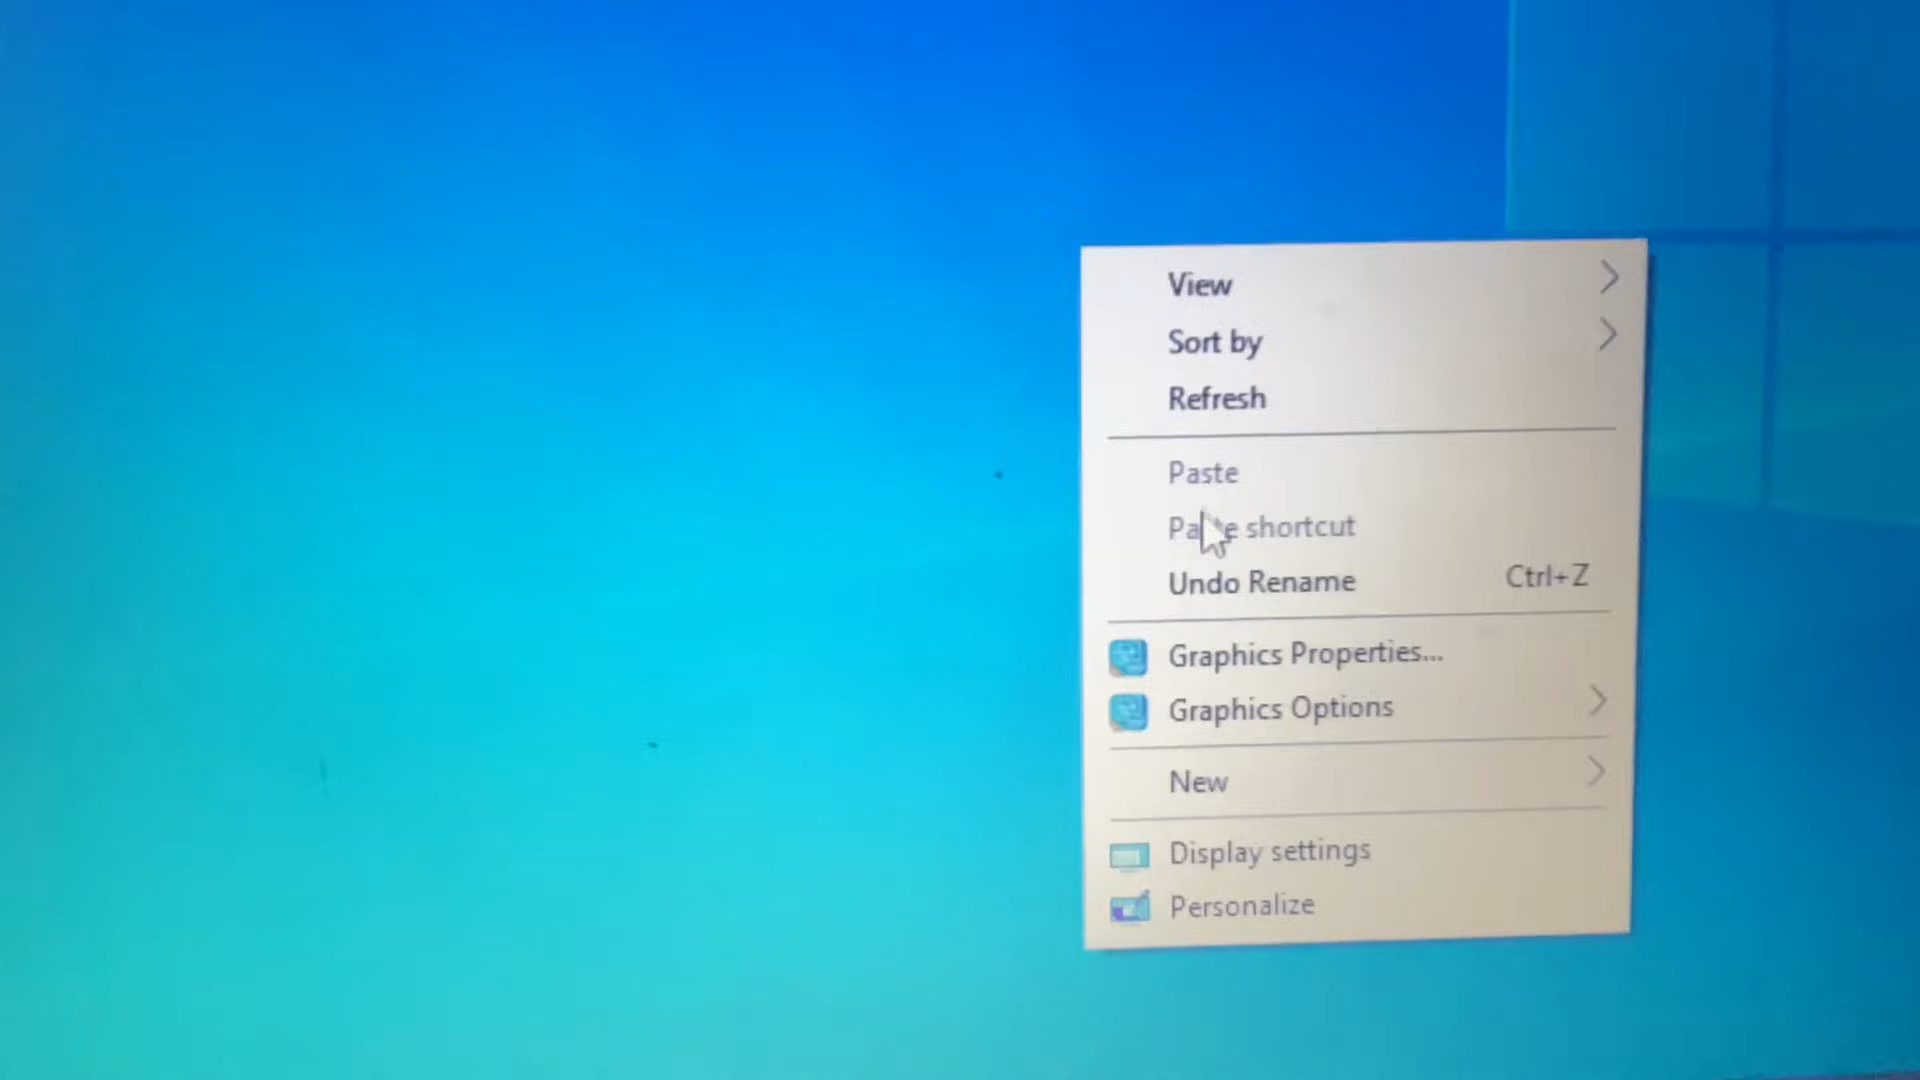 View
Sort by
Refresh
Paste
Paste shortcut
Undo Rename Ctrl+Z
Graphics Properties...
Graphics Options
New
Display settings
Personalize